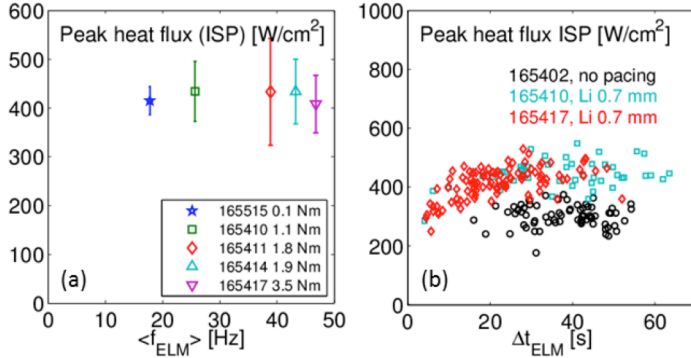 Peak heat flux (ISP) [W/cm²]
600
500
400
300
200
100
0
165515 0.1 Nm
165410 1.1 Nm
165411 1.8 Nm
165414 1.9 Nm
165417 3.5 Nm
(a)
0 10 20 30 40 50
<f_ELM> [Hz]
Peak heat flux ISP [W/cm²]
1000
800
600
400
200
0
165402, no pacing
165410, Li 0.7 mm
165417, Li 0.7 mm
(b)
0 20 40 60
Δt_ELM [s]